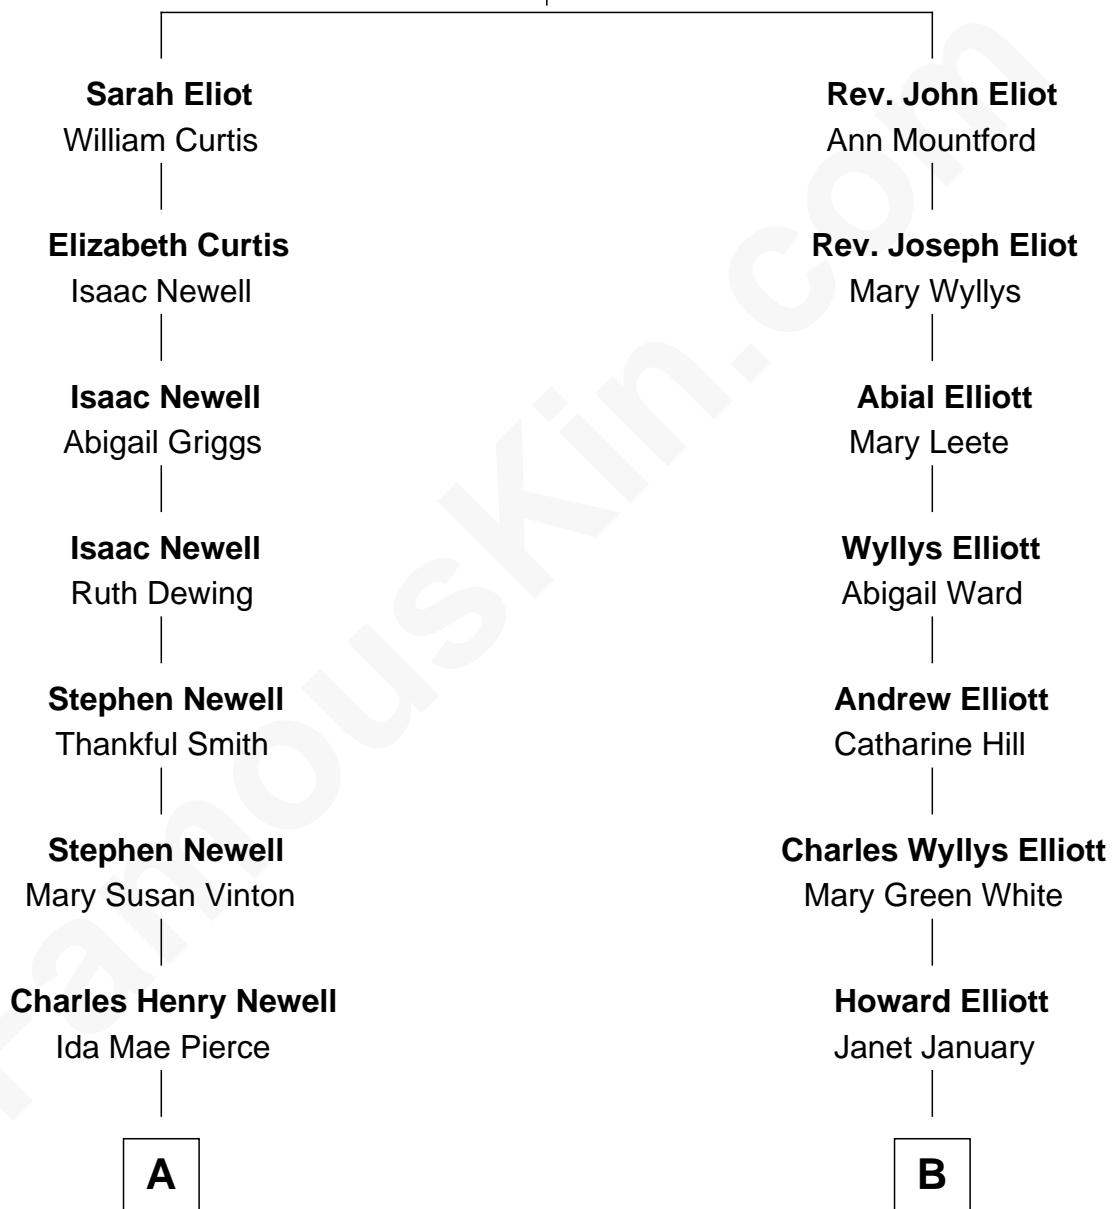 Sarah Eliot
William Curtis
Elizabeth Curtis
Isaac Newell
Isaac Newell
Abigail Griggs
Isaac Newell
Ruth Dewing
Stephen Newell
Thankful Smith
Stephen Newell
Mary Susan Vinton
Charles Henry Newell
Ida Mae Pierce
A
Rev. John Eliot
Ann Mountford
Rev. Joseph Eliot
Mary Wyllys
Abial Elliott
Mary Leete
Wyllys Elliott
Abigail Ward
Andrew Elliott
Catharine Hill
Charles Wyllys Elliott
Mary Green White
Howard Elliott
Janet January
B
FamousKin.com